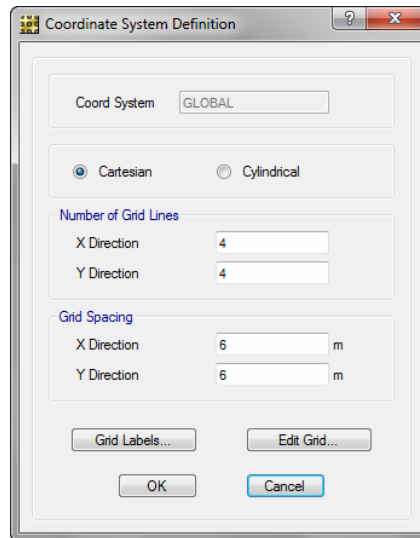 Coordinate System Definition ? X
Coord System GLOBAL
Cartesian Cylindrical
Number of Grid Lines
X Direction 4
Y Direction 4
Grid Spacing
X Direction 6 m
Y Direction 6 m
Grid Labels... Edit Grid...
OK Cancel